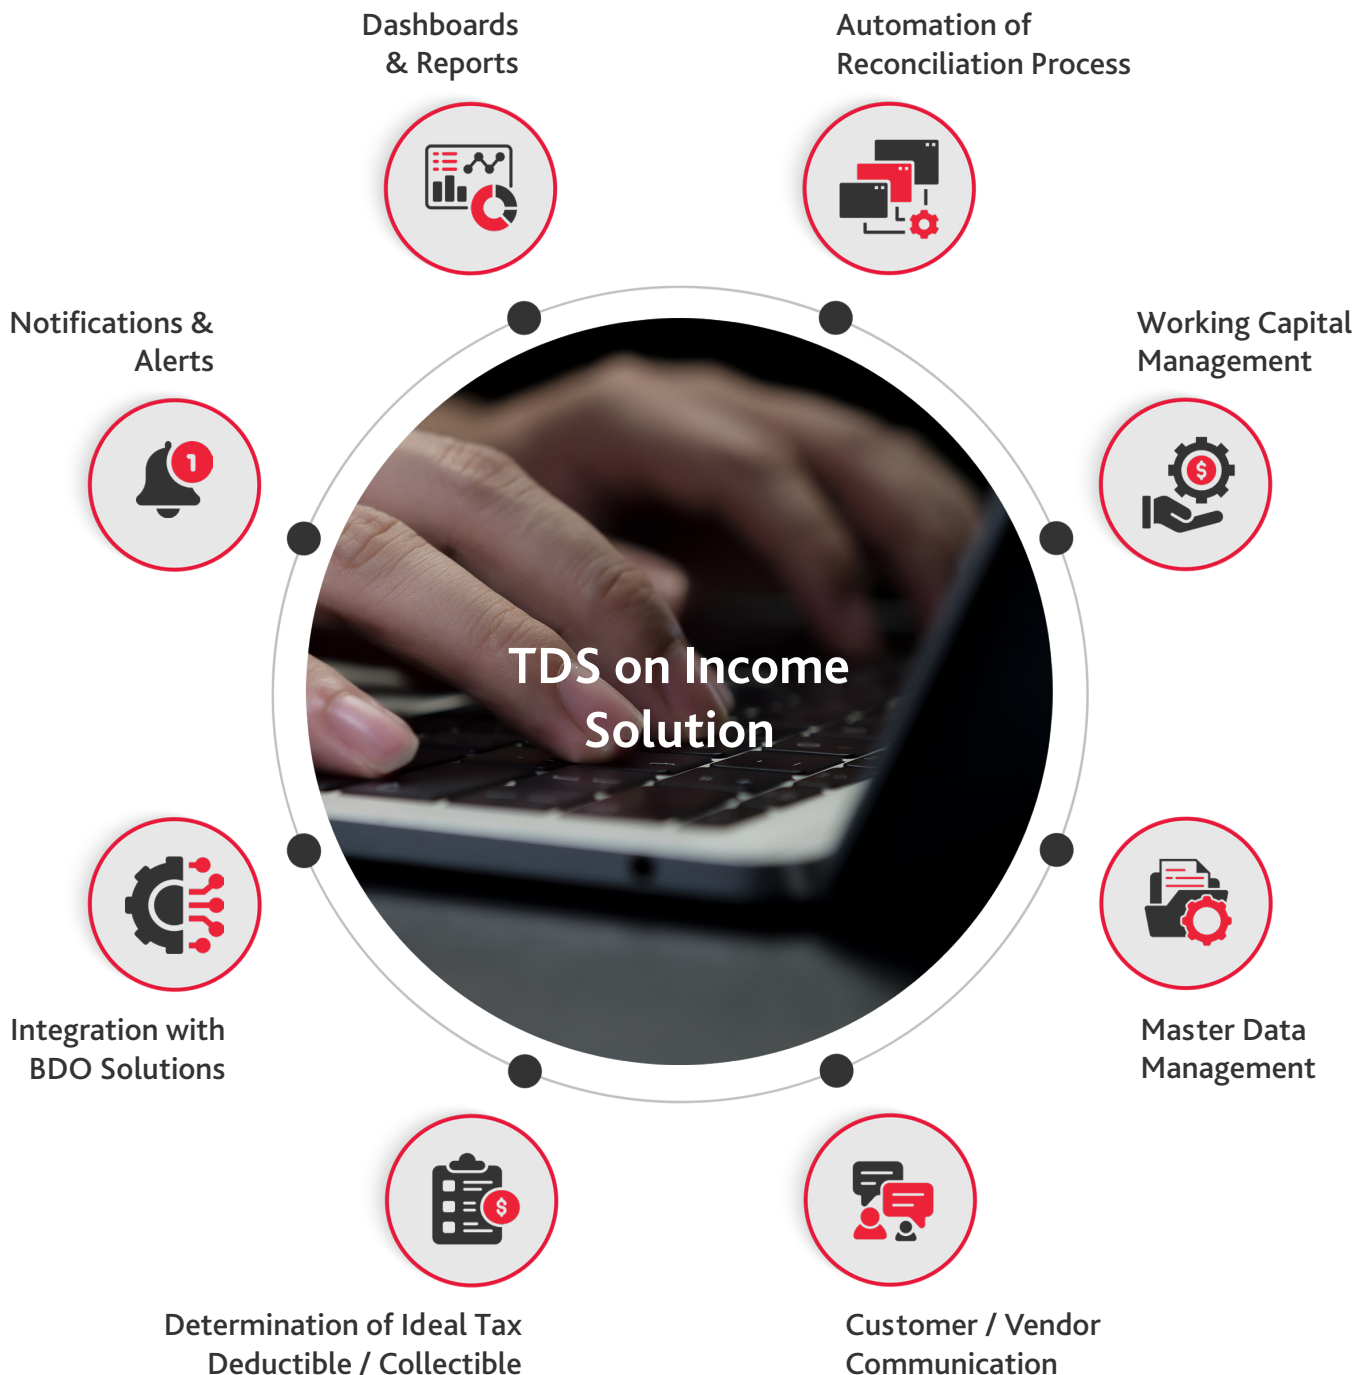 Dashboards
& Reports
Automation of
Reconciliation Process
Notifications &
Alerts
1
Working Capital
Management
$
TDS on Income
Solution
Integration with
BDO Solutions
Master Data
Management
$
Determination of Ideal Tax
Deductible / Collectible
Customer / Vendor
Communication